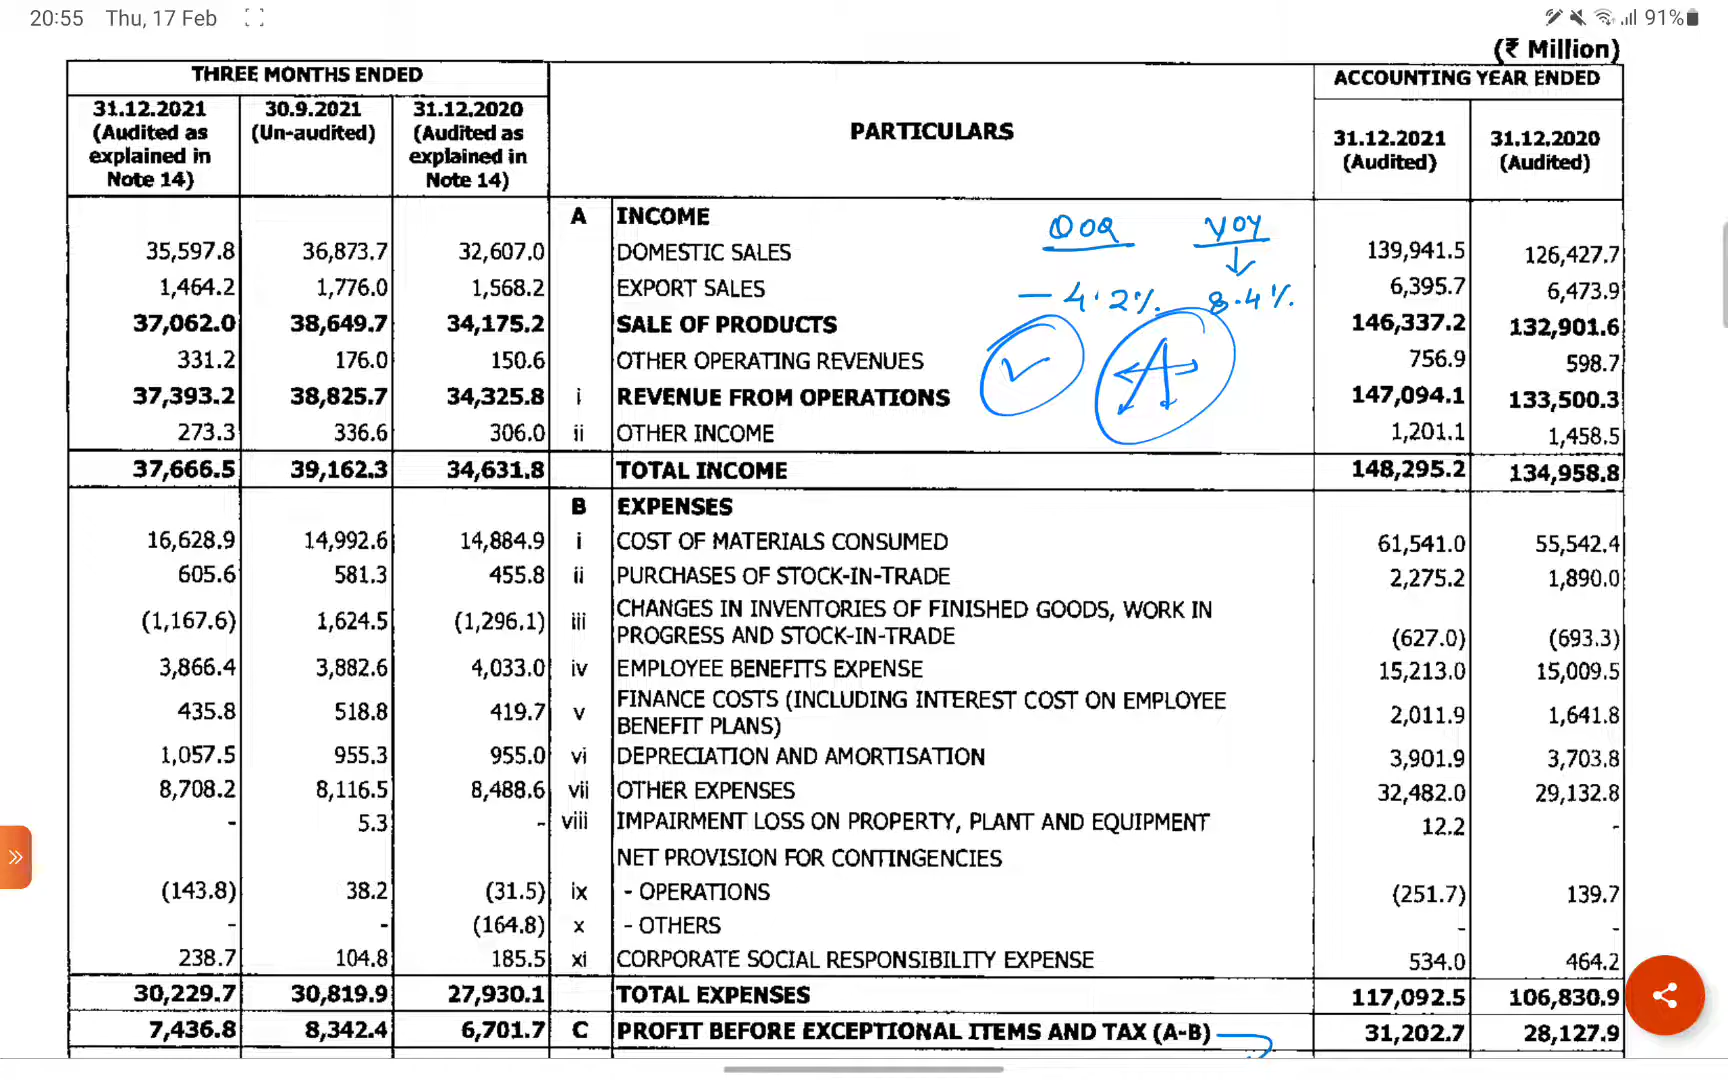 20:55 Thu, 17 Feb 91%
(₹ Million)
THREE MONTHS ENDED PARTICULARS ACCOUNTING YEAR ENDED
31.12.2021 (Audited as explained in Note 14) 30.9.2021 (Un-audited) 31.12.2020 (Audited as explained in Note 14) 31.12.2021 (Audited) 31.12.2020 (Audited)
A INCOME QOQ YOY
35,597.8 36,873.7 32,607.0 DOMESTIC SALES 139,941.5 126,427.7
1,464.2 1,776.0 1,568.2 EXPORT SALES - 4.2% 8.4% 6,395.7 6,473.9
37,062.0 38,649.7 34,175.2 SALE OF PRODUCTS 146,337.2 132,901.6
331.2 176.0 150.6 OTHER OPERATING REVENUES 756.9 598.7
37,393.2 38,825.7 34,325.8 i REVENUE FROM OPERATIONS 147,094.1 133,500.3
273.3 336.6 306.0 ii OTHER INCOME 1,201.1 1,458.5
37,666.5 39,162.3 34,631.8 TOTAL INCOME 148,295.2 134,958.8
B EXPENSES
16,628.9 14,992.6 14,884.9 i COST OF MATERIALS CONSUMED 61,541.0 55,542.4
605.6 581.3 455.8 ii PURCHASES OF STOCK-IN-TRADE 2,275.2 1,890.0
(1,167.6) 1,624.5 (1,296.1) iii CHANGES IN INVENTORIES OF FINISHED GOODS, WORK IN PROGRESS AND STOCK-IN-TRADE (627.0) (693.3)
3,866.4 3,882.6 4,033.0 iv EMPLOYEE BENEFITS EXPENSE 15,213.0 15,009.5
435.8 518.8 419.7 v FINANCE COSTS (INCLUDING INTEREST COST ON EMPLOYEE BENEFIT PLANS) 2,011.9 1,641.8
1,057.5 955.3 955.0 vi DEPRECIATION AND AMORTISATION 3,901.9 3,703.8
8,708.2 8,116.5 8,488.6 vii OTHER EXPENSES 32,482.0 29,132.8
- 5.3 - viii IMPAIRMENT LOSS ON PROPERTY, PLANT AND EQUIPMENT 12.2 -
NET PROVISION FOR CONTINGENCIES
(143.8) 38.2 (31.5) ix - OPERATIONS (251.7) 139.7
- - (164.8) x - OTHERS - -
238.7 104.8 185.5 xi CORPORATE SOCIAL RESPONSIBILITY EXPENSE 534.0 464.2
30,229.7 30,819.9 27,930.1 TOTAL EXPENSES 117,092.5 106,830.9
7,436.8 8,342.4 6,701.7 C PROFIT BEFORE EXCEPTIONAL ITEMS AND TAX (A-B) 31,202.7 28,127.9